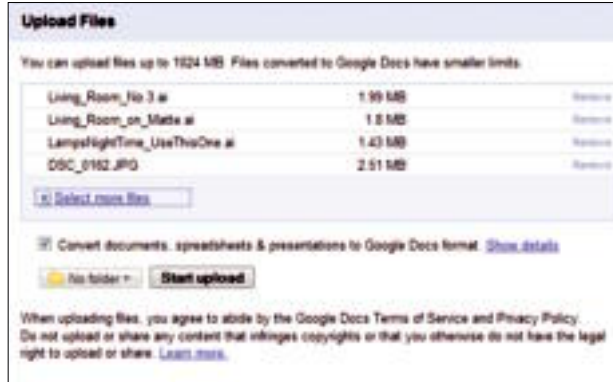 Upload Files
You can upload files up to 1024 MB. Files converted to Google Docs have smaller limits.
Living_Room_No 3.ai 1.99 MB Remove
Living_Room_on_Matte.ai 1.8 MB Remove
LampsNightTime_UseThisOne.ai 1.43 MB Remove
DSC_0162.JPG 2.51 MB Remove
Select more files
Convert documents, spreadsheets & presentations to Google Docs format. Show details
No folder Start upload
When uploading files, you agree to abide by the Google Docs Terms of Service and Privacy Policy.
Do not upload or share any content that infringes copyrights or that you otherwise do not have the legal
right to upload or share. Learn more.